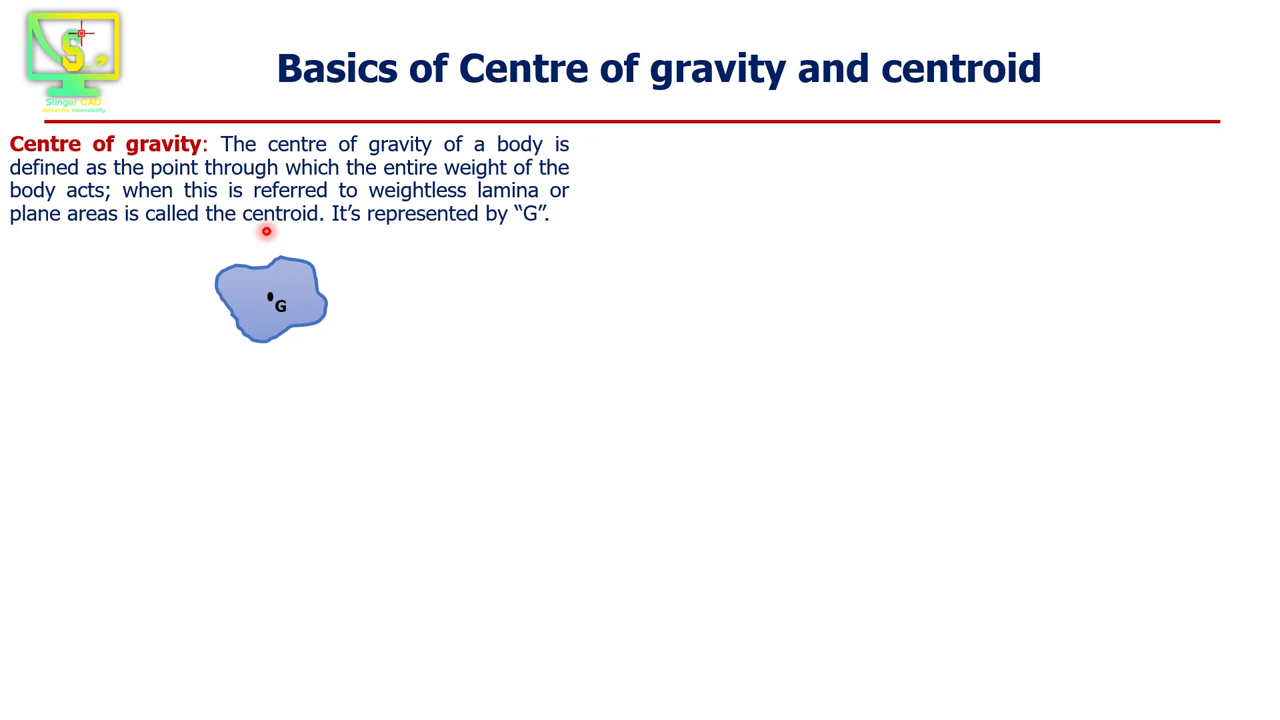 S
Stinger CAD
Basics of Centre of gravity and centroid
Centre of gravity: The centre of gravity of a body is
defined as the point through which the entire weight of the
body acts; when this is referred to weightless lamina or
plane areas is called the centroid. It’s represented by “G”.
G